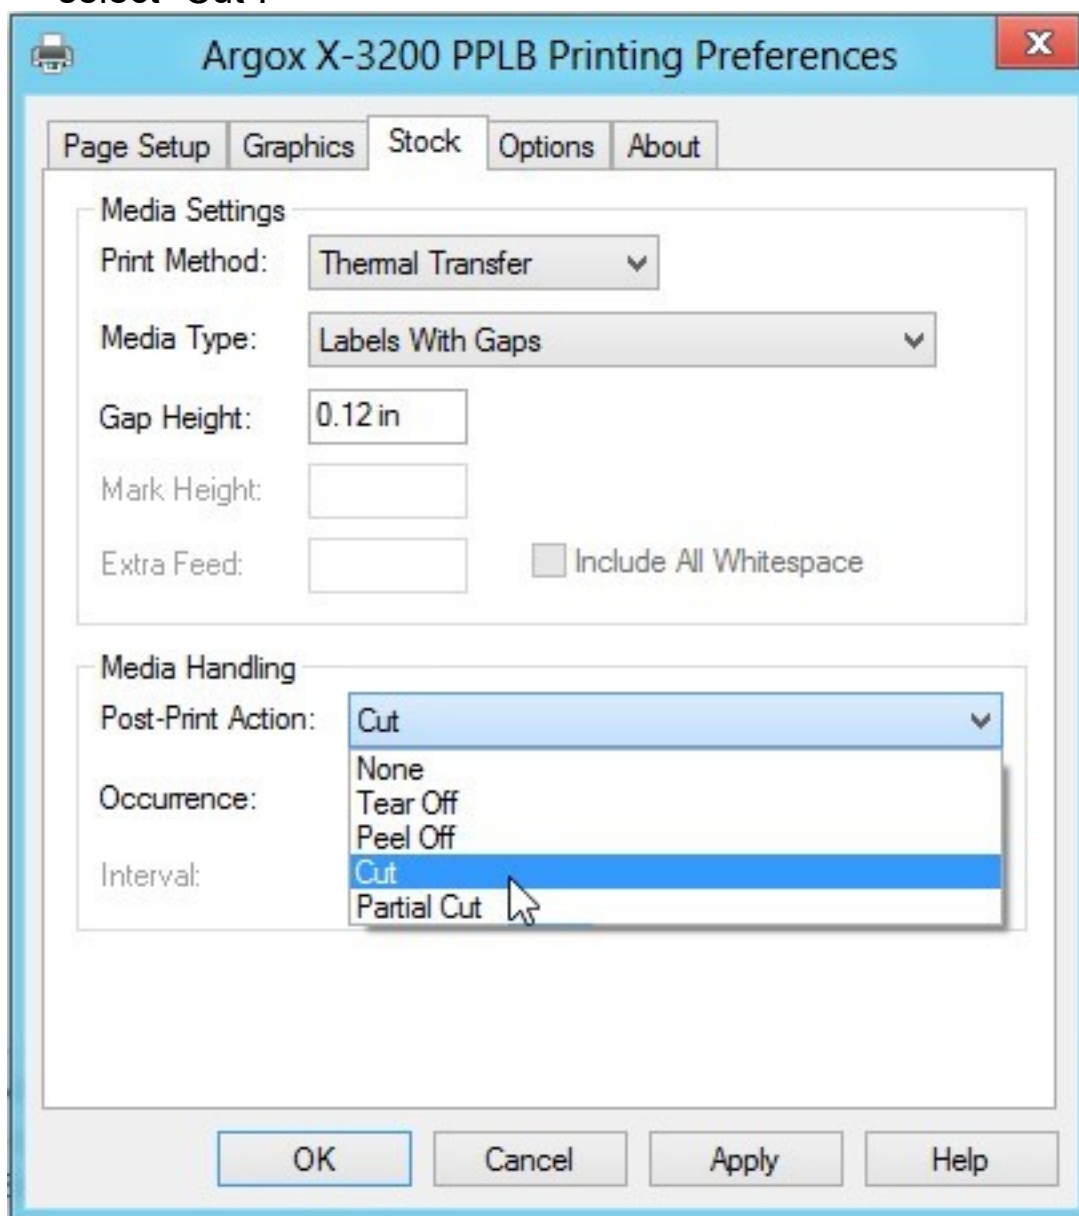 select "Cut".
Argox X-3200 PPLB Printing Preferences
X
Page Setup Graphics Stock Options About
Media Settings
Print Method: Thermal Transfer
Media Type: Labels With Gaps
Gap Height: 0.12 in
Mark Height:
Extra Feed: Include All Whitespace
Media Handling
Post-Print Action: Cut
None
Occurrence: Tear Off
Peel Off
Interval: Cut
Partial Cut
OK Cancel Apply Help